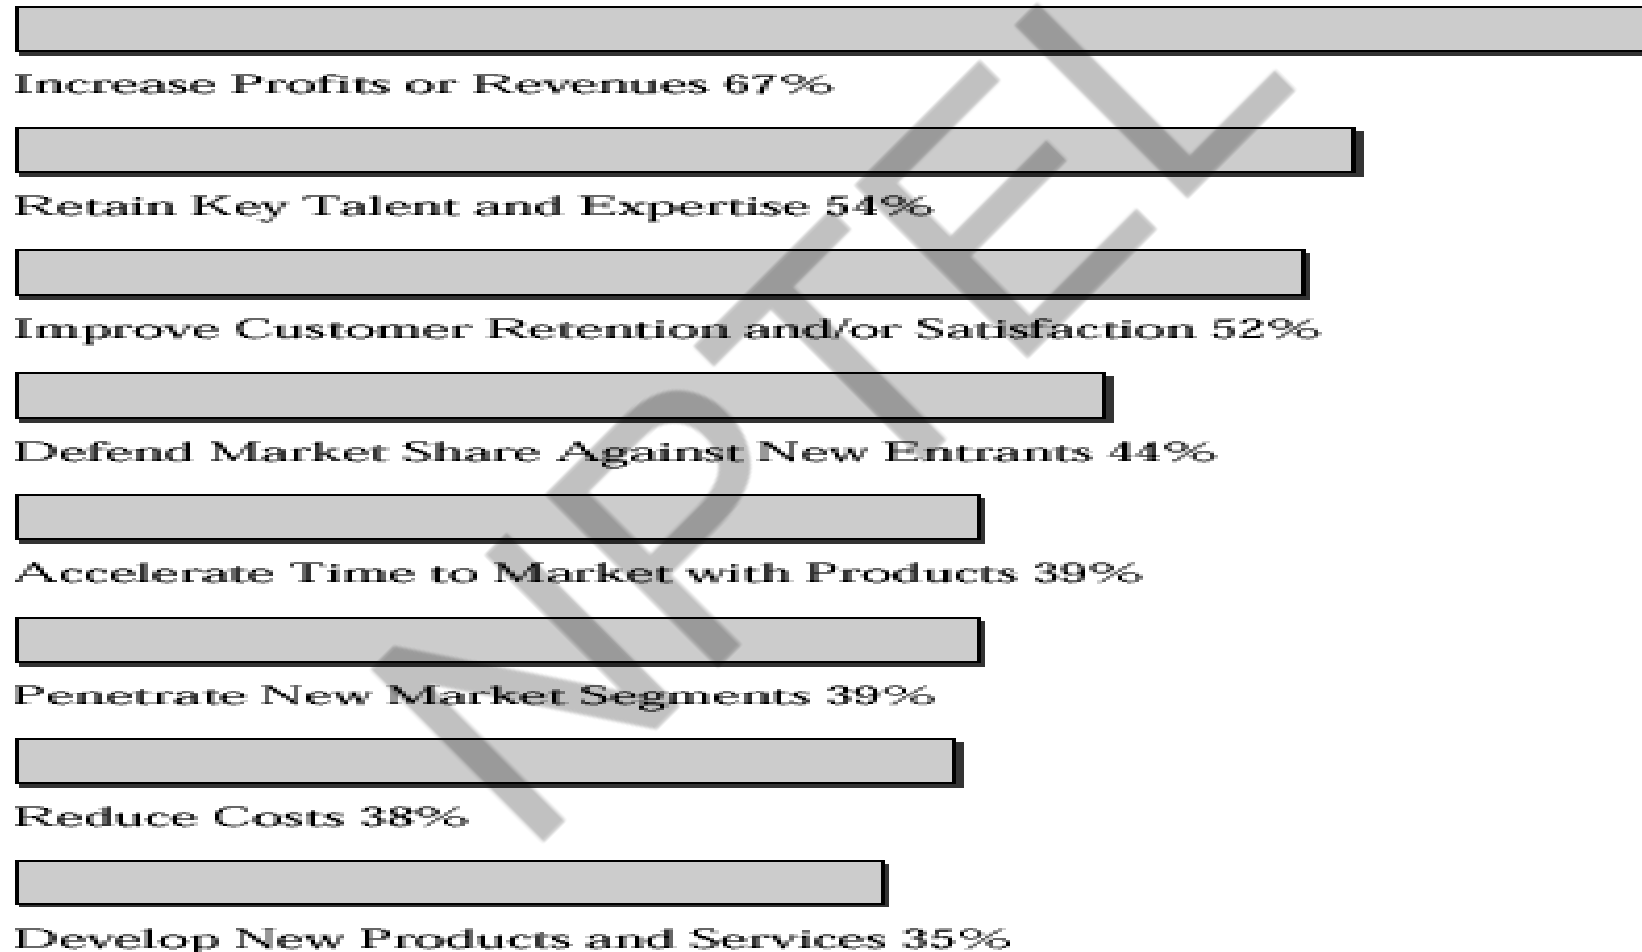 Increase Profits or Revenues 67%
Retain Key Talent and Expertise 54%
Improve Customer Retention and/or Satisfaction 52%
Defend Market Share Against New Entrants 44%
Accelerate Time to Market with Products 39%
Penetrate New Market Segments 39%
Reduce Costs 38%
Develop New Products and Services 35%
NPTEL